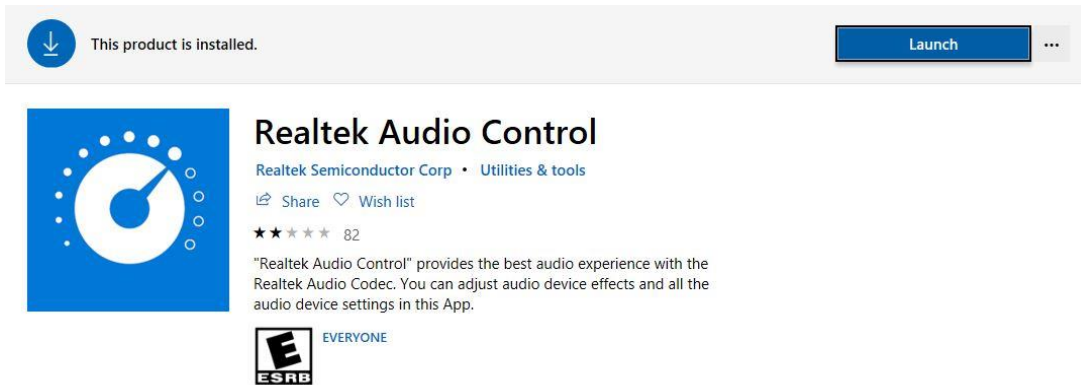 This product is installed.
Launch
...
Realtek Audio Control
Realtek Semiconductor Corp • Utilities & tools
Share Wish list
82
"Realtek Audio Control" provides the best audio experience with the
Realtek Audio Codec. You can adjust audio device effects and all the
audio device settings in this App.
E EVERYONE
ESRB